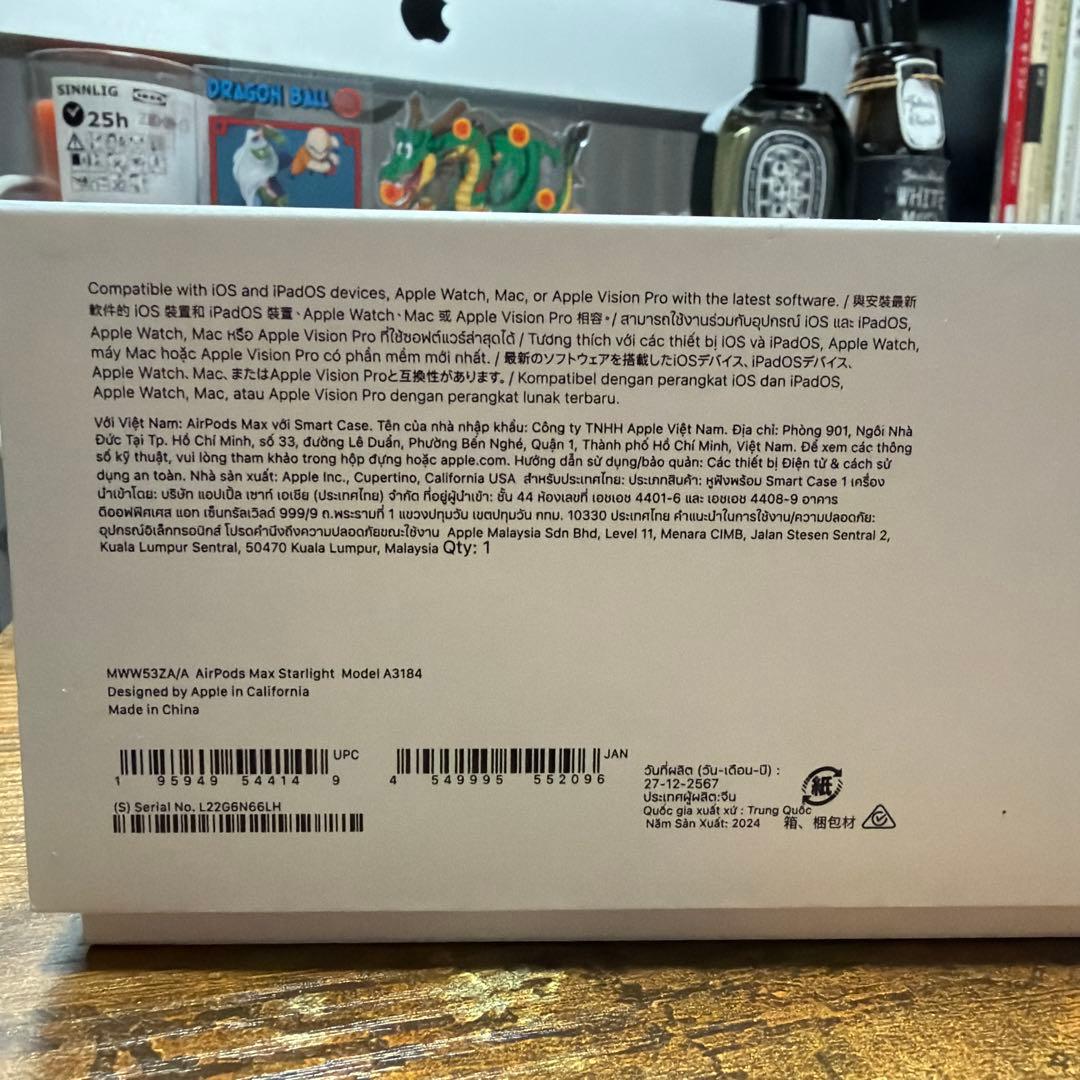 SINNLIG
IKEA
25h
DRAGON BALL
WHITE
Compatible with iOS and iPadOS devices, Apple Watch, Mac, or Apple Vision Pro with the latest software. / 與安裝最新
軟件的 iOS 裝置和 iPadOS 裝置、Apple Watch、Mac 或 Apple Vision Pro 相容。/ สามารถใช้งานร่วมกับอุปกรณ์ iOS และ iPadOS,
Apple Watch, Mac หรือ Apple Vision Pro ที่ใช้ซอฟต์แวร์ล่าสุดได้ / Tương thích với các thiết bị iOS và iPadOS, Apple Watch,
máy Mac hoặc Apple Vision Pro có phần mềm mới nhất. / 最新のソフトウェアを搭載したiOSデバイス、iPadOSデバイス、
Apple Watch、Mac、またはApple Vision Proと互換性があります。/ Kompatibel dengan perangkat iOS dan iPadOS,
Apple Watch, Mac, atau Apple Vision Pro dengan perangkat lunak terbaru.
Với Việt Nam: AirPods Max với Smart Case. Tên của nhà nhập khẩu: Công ty TNHH Apple Việt Nam. Địa chỉ: Phòng 901, Ngôi Nhà
Đức Tại Tp. Hồ Chí Minh, số 33, đường Lê Duẩn, Phường Bến Nghé, Quận 1, Thành phố Hồ Chí Minh, Việt Nam. Để xem các thông
số kỹ thuật, vui lòng tham khảo trong hộp đựng hoặc apple.com. Hướng dẫn sử dụng/bảo quản: Các thiết bị Điện tử & cách sử
dụng an toàn. Nhà sản xuất: Apple Inc., Cupertino, California USA สำหรับประเทศไทย: ประเภทสินค้า: หูฟังพร้อม Smart Case 1 เครื่อง
นำเข้าโดย: บริษัท แอปเปิ้ล เซาท์ เอเชีย (ประเทศไทย) จำกัด ที่อยู่ผู้นำเข้า: ชั้น 44 ห้องเลขที่ เอชเอช 4401-6 และ เอชเอช 4408-9 อาคาร
ดิออฟฟิศเศส แอท เซ็นทรัลเวิลด์ 999/9 ถ.พระรามที่ 1 แขวงปทุมวัน เขตปทุมวัน กทม. 10330 ประเทศไทย คำแนะนำในการใช้งาน/ความปลอดภัย:
อุปกรณ์อิเล็กทรอนิกส์ โปรดคำนึงถึงความปลอดภัยขณะใช้งาน Apple Malaysia Sdn Bhd, Level 11, Menara CIMB, Jalan Stesen Sentral 2,
Kuala Lumpur Sentral, 50470 Kuala Lumpur, Malaysia Qty: 1
MWW53ZA/A AirPods Max Starlight Model A3184
Designed by Apple in California
Made in China
UPC
1 95949 54414 9
JAN
4 549995 552096
(S) Serial No. L22G6N66LH
วันที่ผลิต (วัน-เดือน-ปี) :
27-12-2567
ประเทศผู้ผลิต:จีน
Quốc gia xuất xứ : Trung Quốc
Năm Sản Xuất: 2024
紙
箱、梱包材